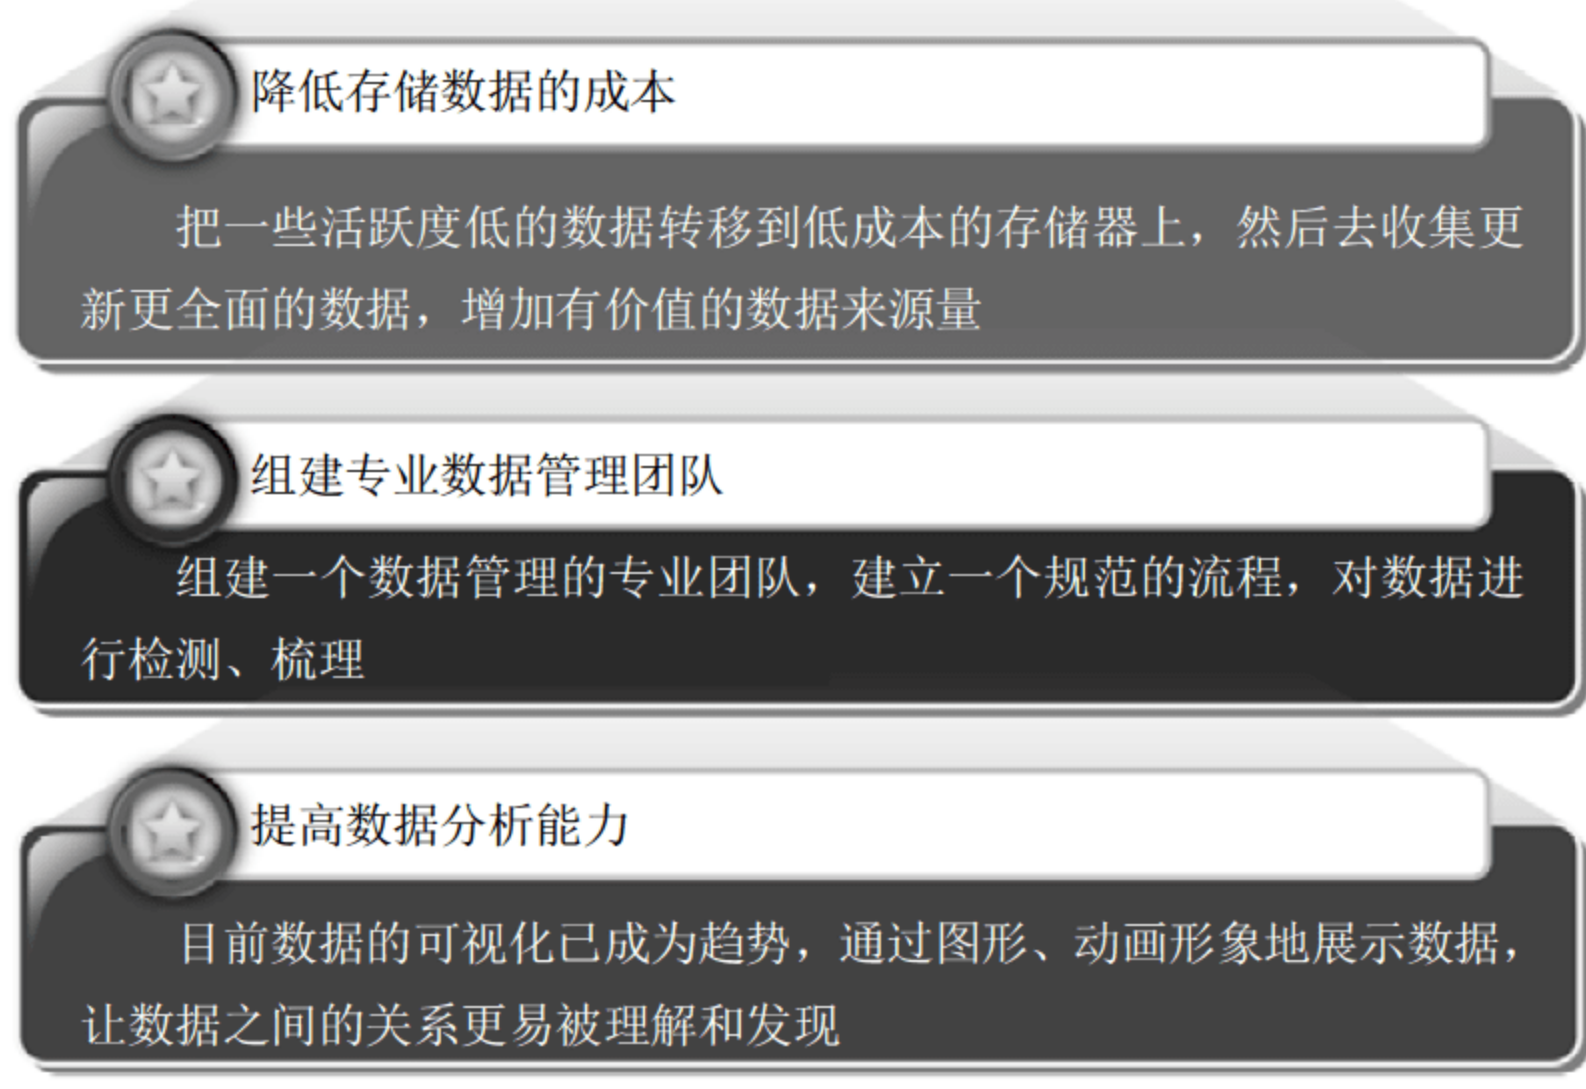 降低存储数据的成本
把一些活跃度低的数据转移到低成本的存储器上，然后去收集更
新更全面的数据，增加有价值的数据来源量
组建专业数据管理团队
组建一个数据管理的专业团队，建立一个规范的流程，对数据进
行检测、梳理
提高数据分析能力
目前数据的可视化已成为趋势，通过图形、动画形象地展示数据，
让数据之间的关系更易被理解和发现